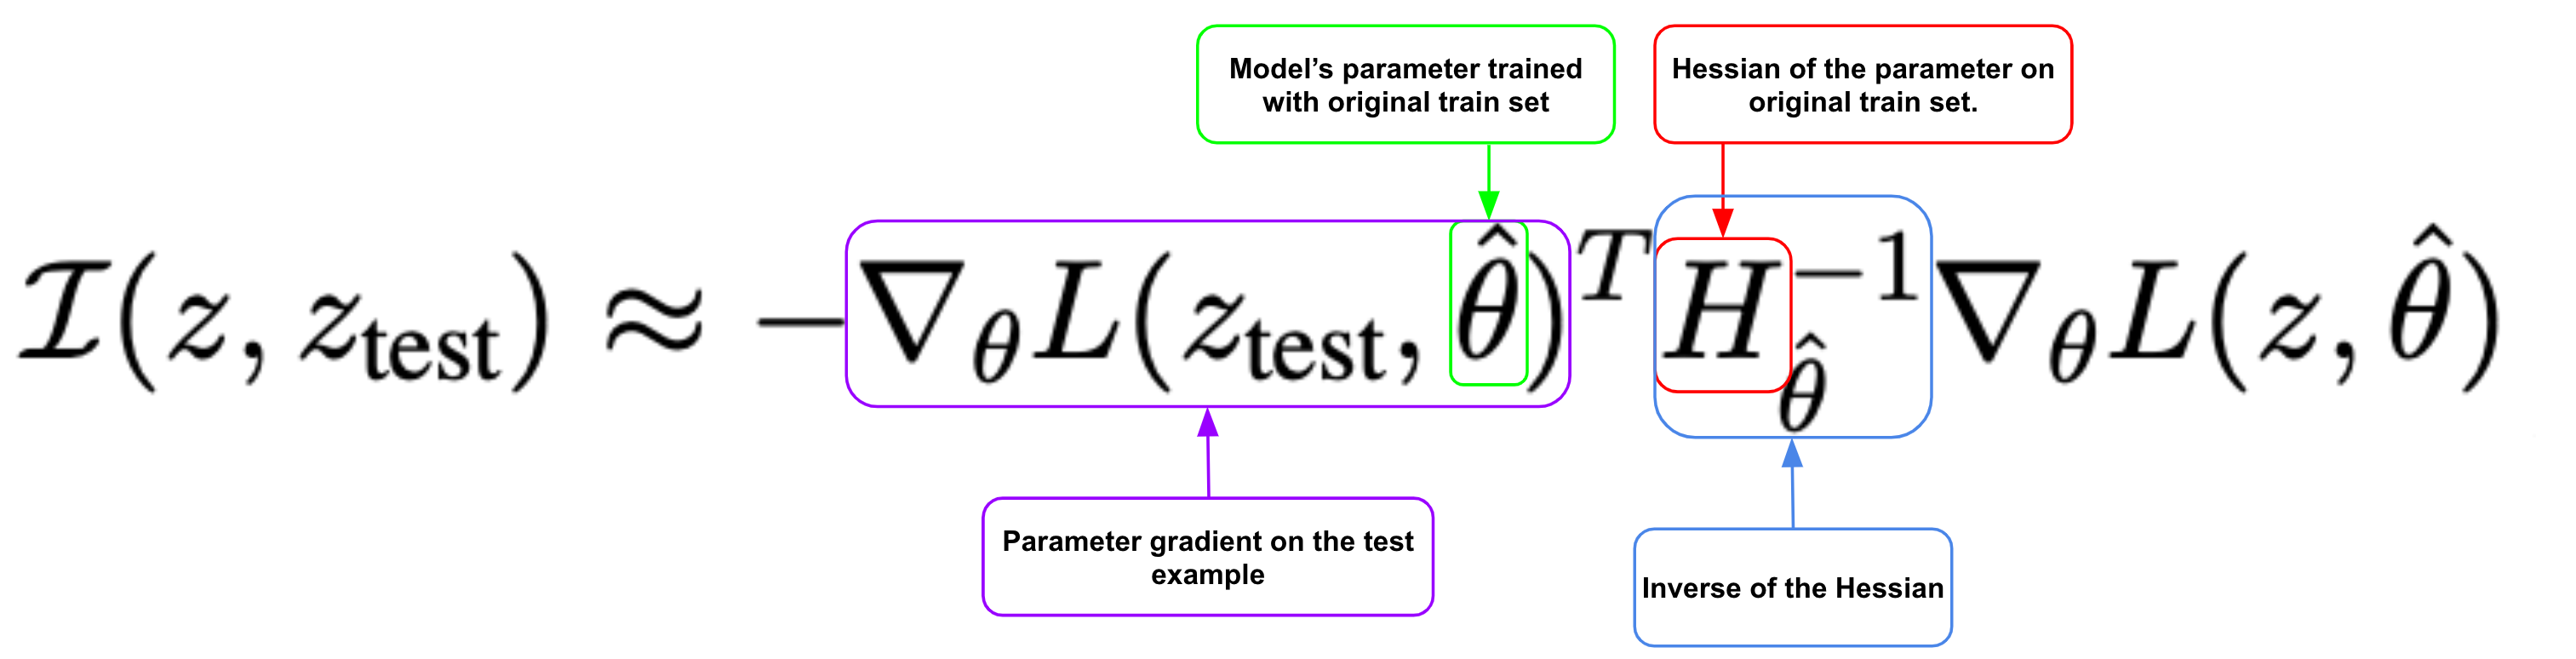 Model’s parameter trained
with original train set
Hessian of the parameter on
original train set.
$\mathcal{I}(z, z_{\text{test}}) \approx -\nabla_\theta L(z_{\text{test}}, \hat{\theta})^T H_{\hat{\theta}}^{-1} \nabla_\theta L(z, \hat{\theta})$
Parameter gradient on the test
example
Inverse of the Hessian